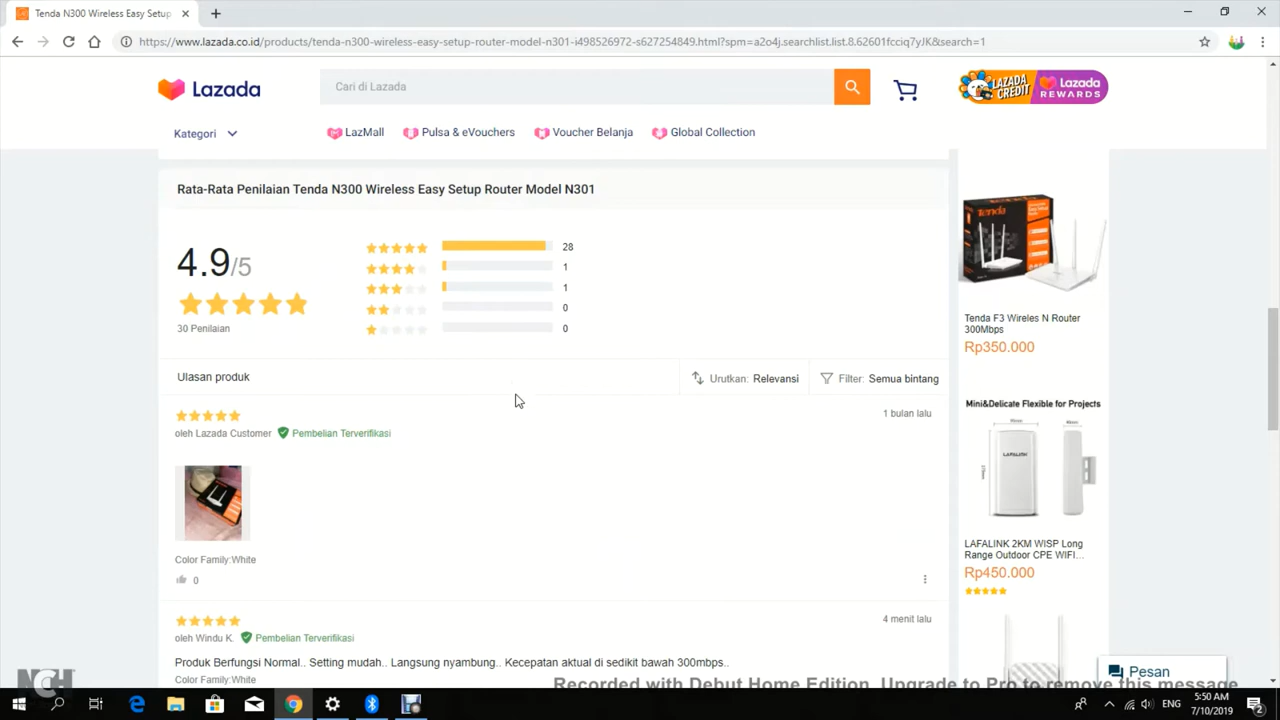 Tenda N300 Wireless Easy Setup
https://www.lazada.co.id/products/tenda-n300-wireless-easy-setup-router-model-n301-i498526972-s627254849.html?spm=a2o4j.searchlist.list.8.62601fcciq7yJK&search=1
Lazada
Cari di Lazada
LAZADA CREDIT
Lazada REWARDS
Kategori
LazMall
Pulsa & eVouchers
Voucher Belanja
Global Collection
Rata-Rata Penilaian Tenda N300 Wireless Easy Setup Router Model N301
4.9/5
30 Penilaian
28
1
1
0
0
Ulasan produk
Urutkan: Relevansi
Filter: Semua bintang
1 bulan lalu
oleh Lazada Customer Pembelian Terverifikasi
Color Family:White
0
4 menit lalu
oleh Windu K. Pembelian Terverifikasi
Produk Berfungsi Normal.. Setting mudah.. Langsung nyambung.. Kecepatan aktual di sedikit bawah 300mbps..
Color Family:White
Tenda
Tenda F3 Wireles N Router
300Mbps
Rp350.000
Mini&Delicate Flexible for Projects
LAFALINK
LAFALINK 2KM WISP Long
Range Outdoor CPE WIFI...
Rp450.000
Pesan
NCH
Recorded with Debut Home Edition. Upgrade to Pro to remove this message
ENG
5:50 AM
7/10/2019
2